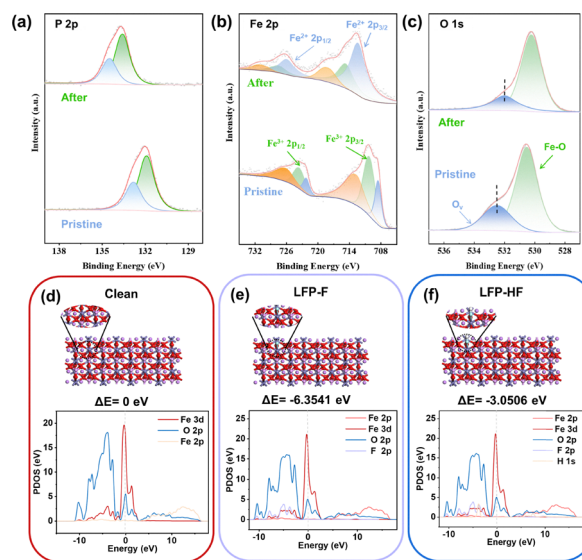 (a)
P 2p
After
Pristine
Intensity (a.u.)
138
135
132
129
Binding Energy (eV)
(b)
Fe 2p
Fe²⁺ 2p₁/₂
Fe²⁺ 2p₃/₂
After
Fe³⁺ 2p₁/₂
Fe³⁺ 2p₃/₂
Pristine
Intensity (a.u.)
732
726
720
714
708
Binding Energy (eV)
(c)
O 1s
After
Fe-O
Pristine
Oᵥ
Intensity (a.u.)
536
534
532
530
528
Binding Energy (eV)
(d)
Clean
ΔE= 0 eV
Fe 3d
O 2p
Fe 2p
PDOS (eV)
20
15
10
5
0
-10
0
10
Energy (eV)
(e)
LFP-F
ΔE= -6.3541 eV
Fe 2p
Fe 3d
O 2p
F 2p
PDOS (eV)
30
25
20
15
10
5
0
-10
0
10
Energy (eV)
(f)
LFP-HF
ΔE= -3.0506 eV
Fe 2p
Fe 3d
O 2p
F 2p
H 1s
PDOS (eV)
30
25
20
15
10
5
0
-10
0
10
Energy (eV)